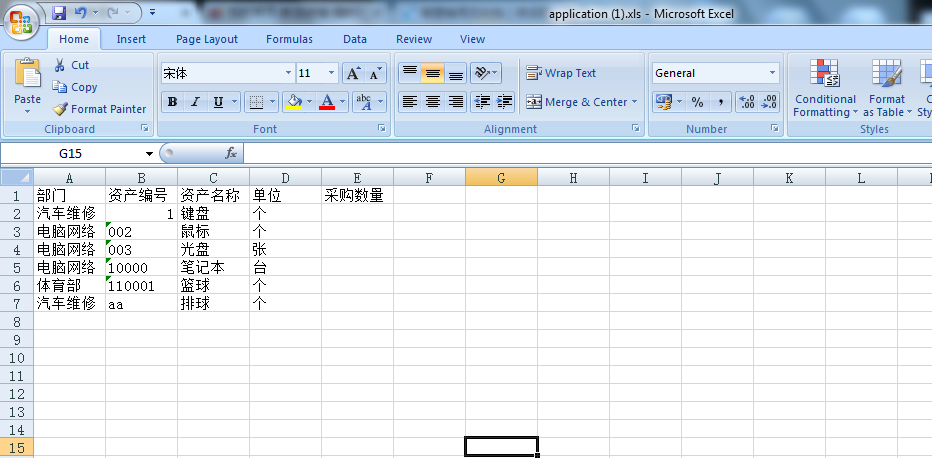 application (1).xls - Microsoft Excel
Home Insert Page Layout Formulas Data Review View
Paste
Cut
Copy
Format Painter
Clipboard
宋体 11 A A
B I U A abc A
Font
Wrap Text
Merge & Center
Alignment
General
% , .00 .0 .00
Number
Conditional Formatting
Format as Table
Styles
G15 fx
A B C D E F G H I J K L
1 部门 资产编号 资产名称 单位 采购数量
2 汽车维修 1 键盘 个
3 电脑网络 002 鼠标 个
4 电脑网络 003 光盘 张
5 电脑网络 10000 笔记本 台
6 体育部 110001 篮球 个
7 汽车维修 aa 排球 个
8
9
10
11
12
13
14
15